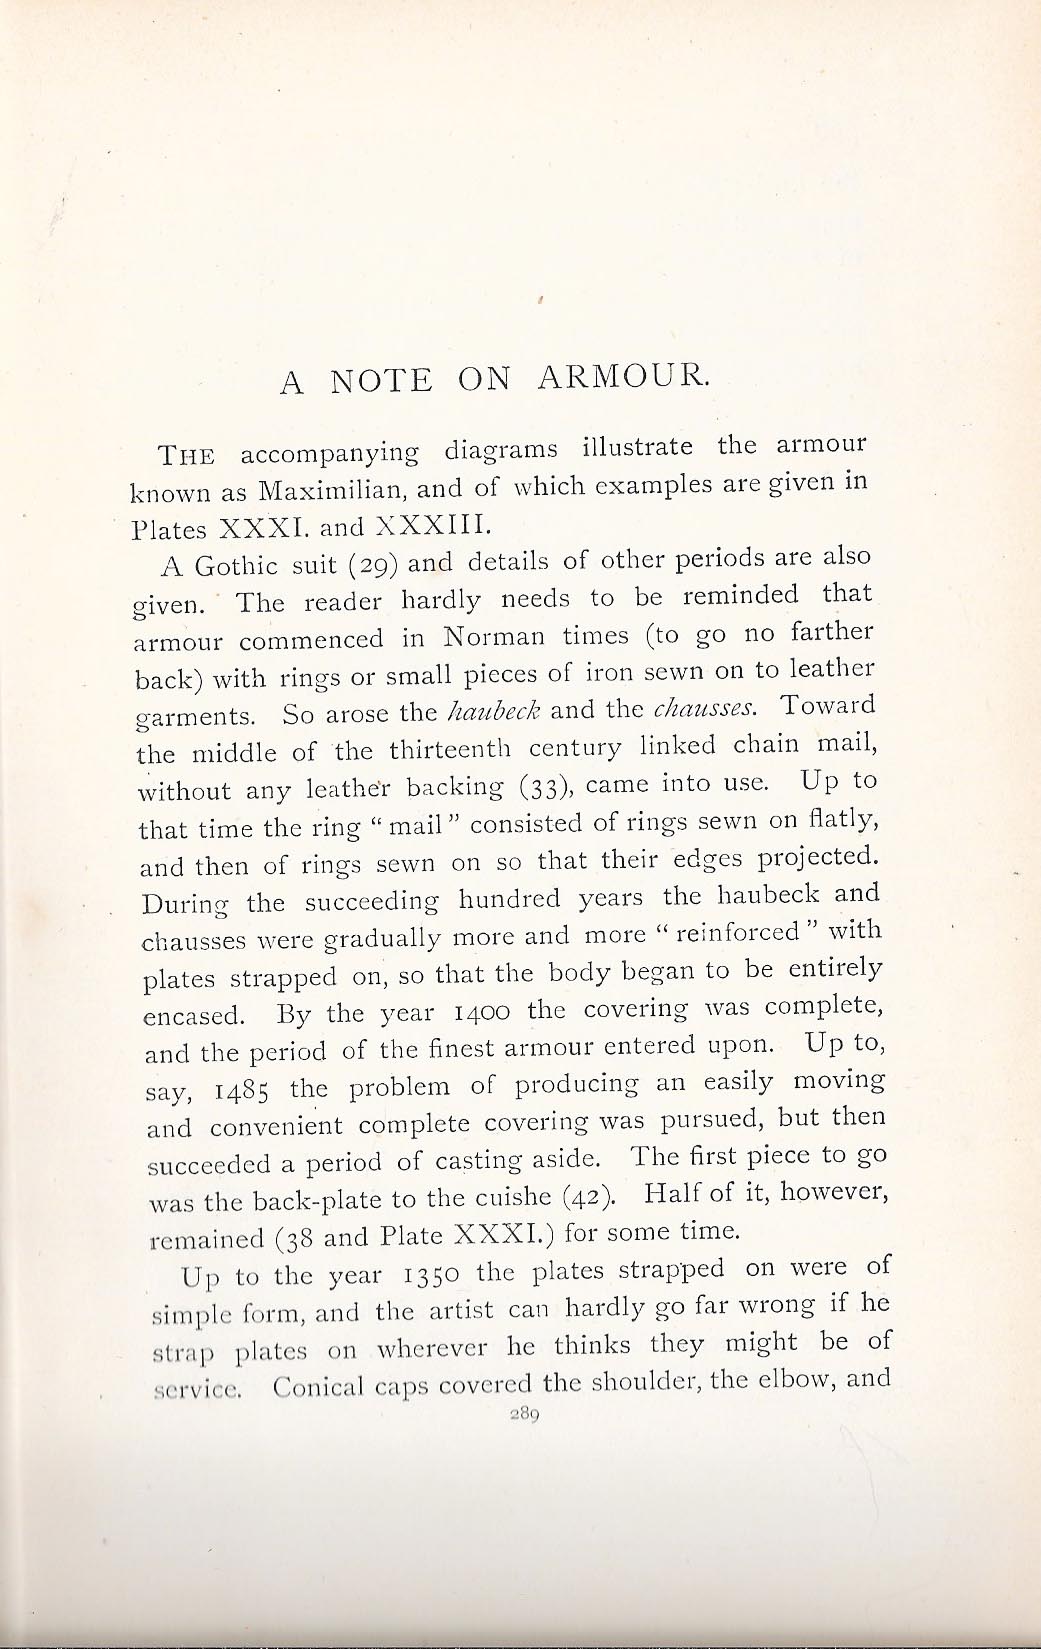 A NOTE ON ARMOUR.
THE accompanying diagrams illustrate the armour
known as Maximilian, and of which examples are given in
Plates XXXI. and XXXIII.
A Gothic suit (29) and details of other periods are also
given. The reader hardly needs to be reminded that
armour commenced in Norman times (to go no farther
back) with rings or small pieces of iron sewn on to leather
garments. So arose the haubeck and the chausses. Toward
the middle of the thirteenth century linked chain mail,
without any leather backing (33), came into use. Up to
that time the ring “ mail ” consisted of rings sewn on flatly,
and then of rings sewn on so that their edges projected.
During the succeeding hundred years the haubeck and
chausses were gradually more and more “ reinforced ” with
plates strapped on, so that the body began to be entirely
encased. By the year 1400 the covering was complete,
and the period of the finest armour entered upon. Up to,
say, 1485 the problem of producing an easily moving
and convenient complete covering was pursued, but then
succeeded a period of casting aside. The first piece to go
was the back-plate to the cuishe (42). Half of it, however,
remained (38 and Plate XXXI.) for some time.
Up to the year 1350 the plates strapped on were of
simple form, and the artist can hardly go far wrong if he
strap plates on wherever he thinks they might be of
service. Conical caps covered the shoulder, the elbow, and
289